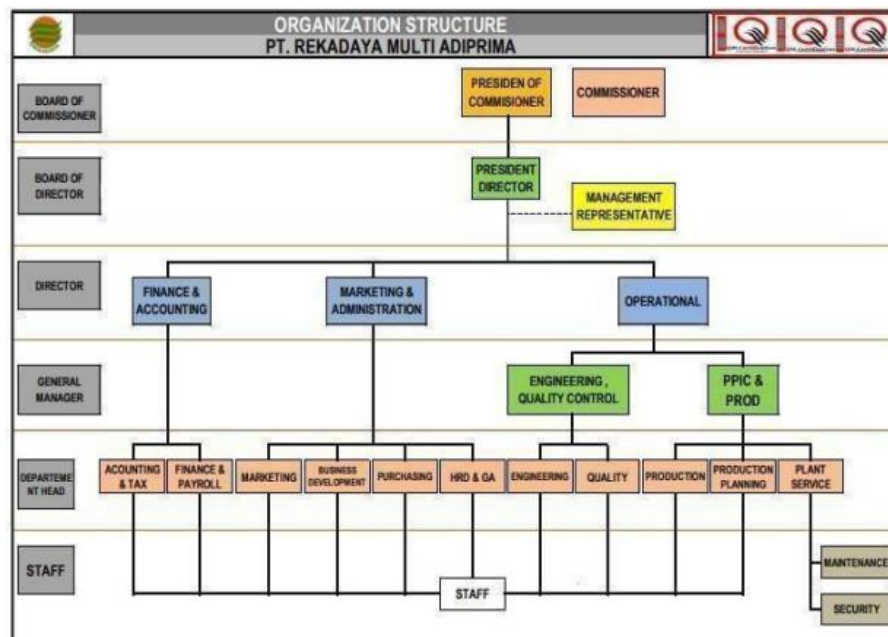 ORGANIZATION STRUCTURE
PT. REKADAYA MULTI ADIPRIMA
BOARD OF
COMMISSIONER
PRESIDEN OF
COMMISIONER
COMMISSIONER
BOARD OF
DIRECTOR
PRESIDENT
DIRECTOR
MANAGEMENT
REPRESENTATIVE
DIRECTOR
FINANCE &
ACCOUNTING
MARKETING &
ADMINISTRATION
OPERATIONAL
GENERAL
MANAGER
ENGINEERING ,
QUALITY CONTROL
PPIC &
PROD
DEPARTEME
NT HEAD
ACOUNTING
& TAX
FINANCE &
PAYROLL
MARKETING
BUSINESS
DEVELOPMENT
PURCHASING
HRD & GA
ENGINEERING
QUALITY
PRODUCTION
PRODUCTION
PLANNING
PLANT
SERVICE
STAFF
STAFF
MAINTENANCE
SECURITY